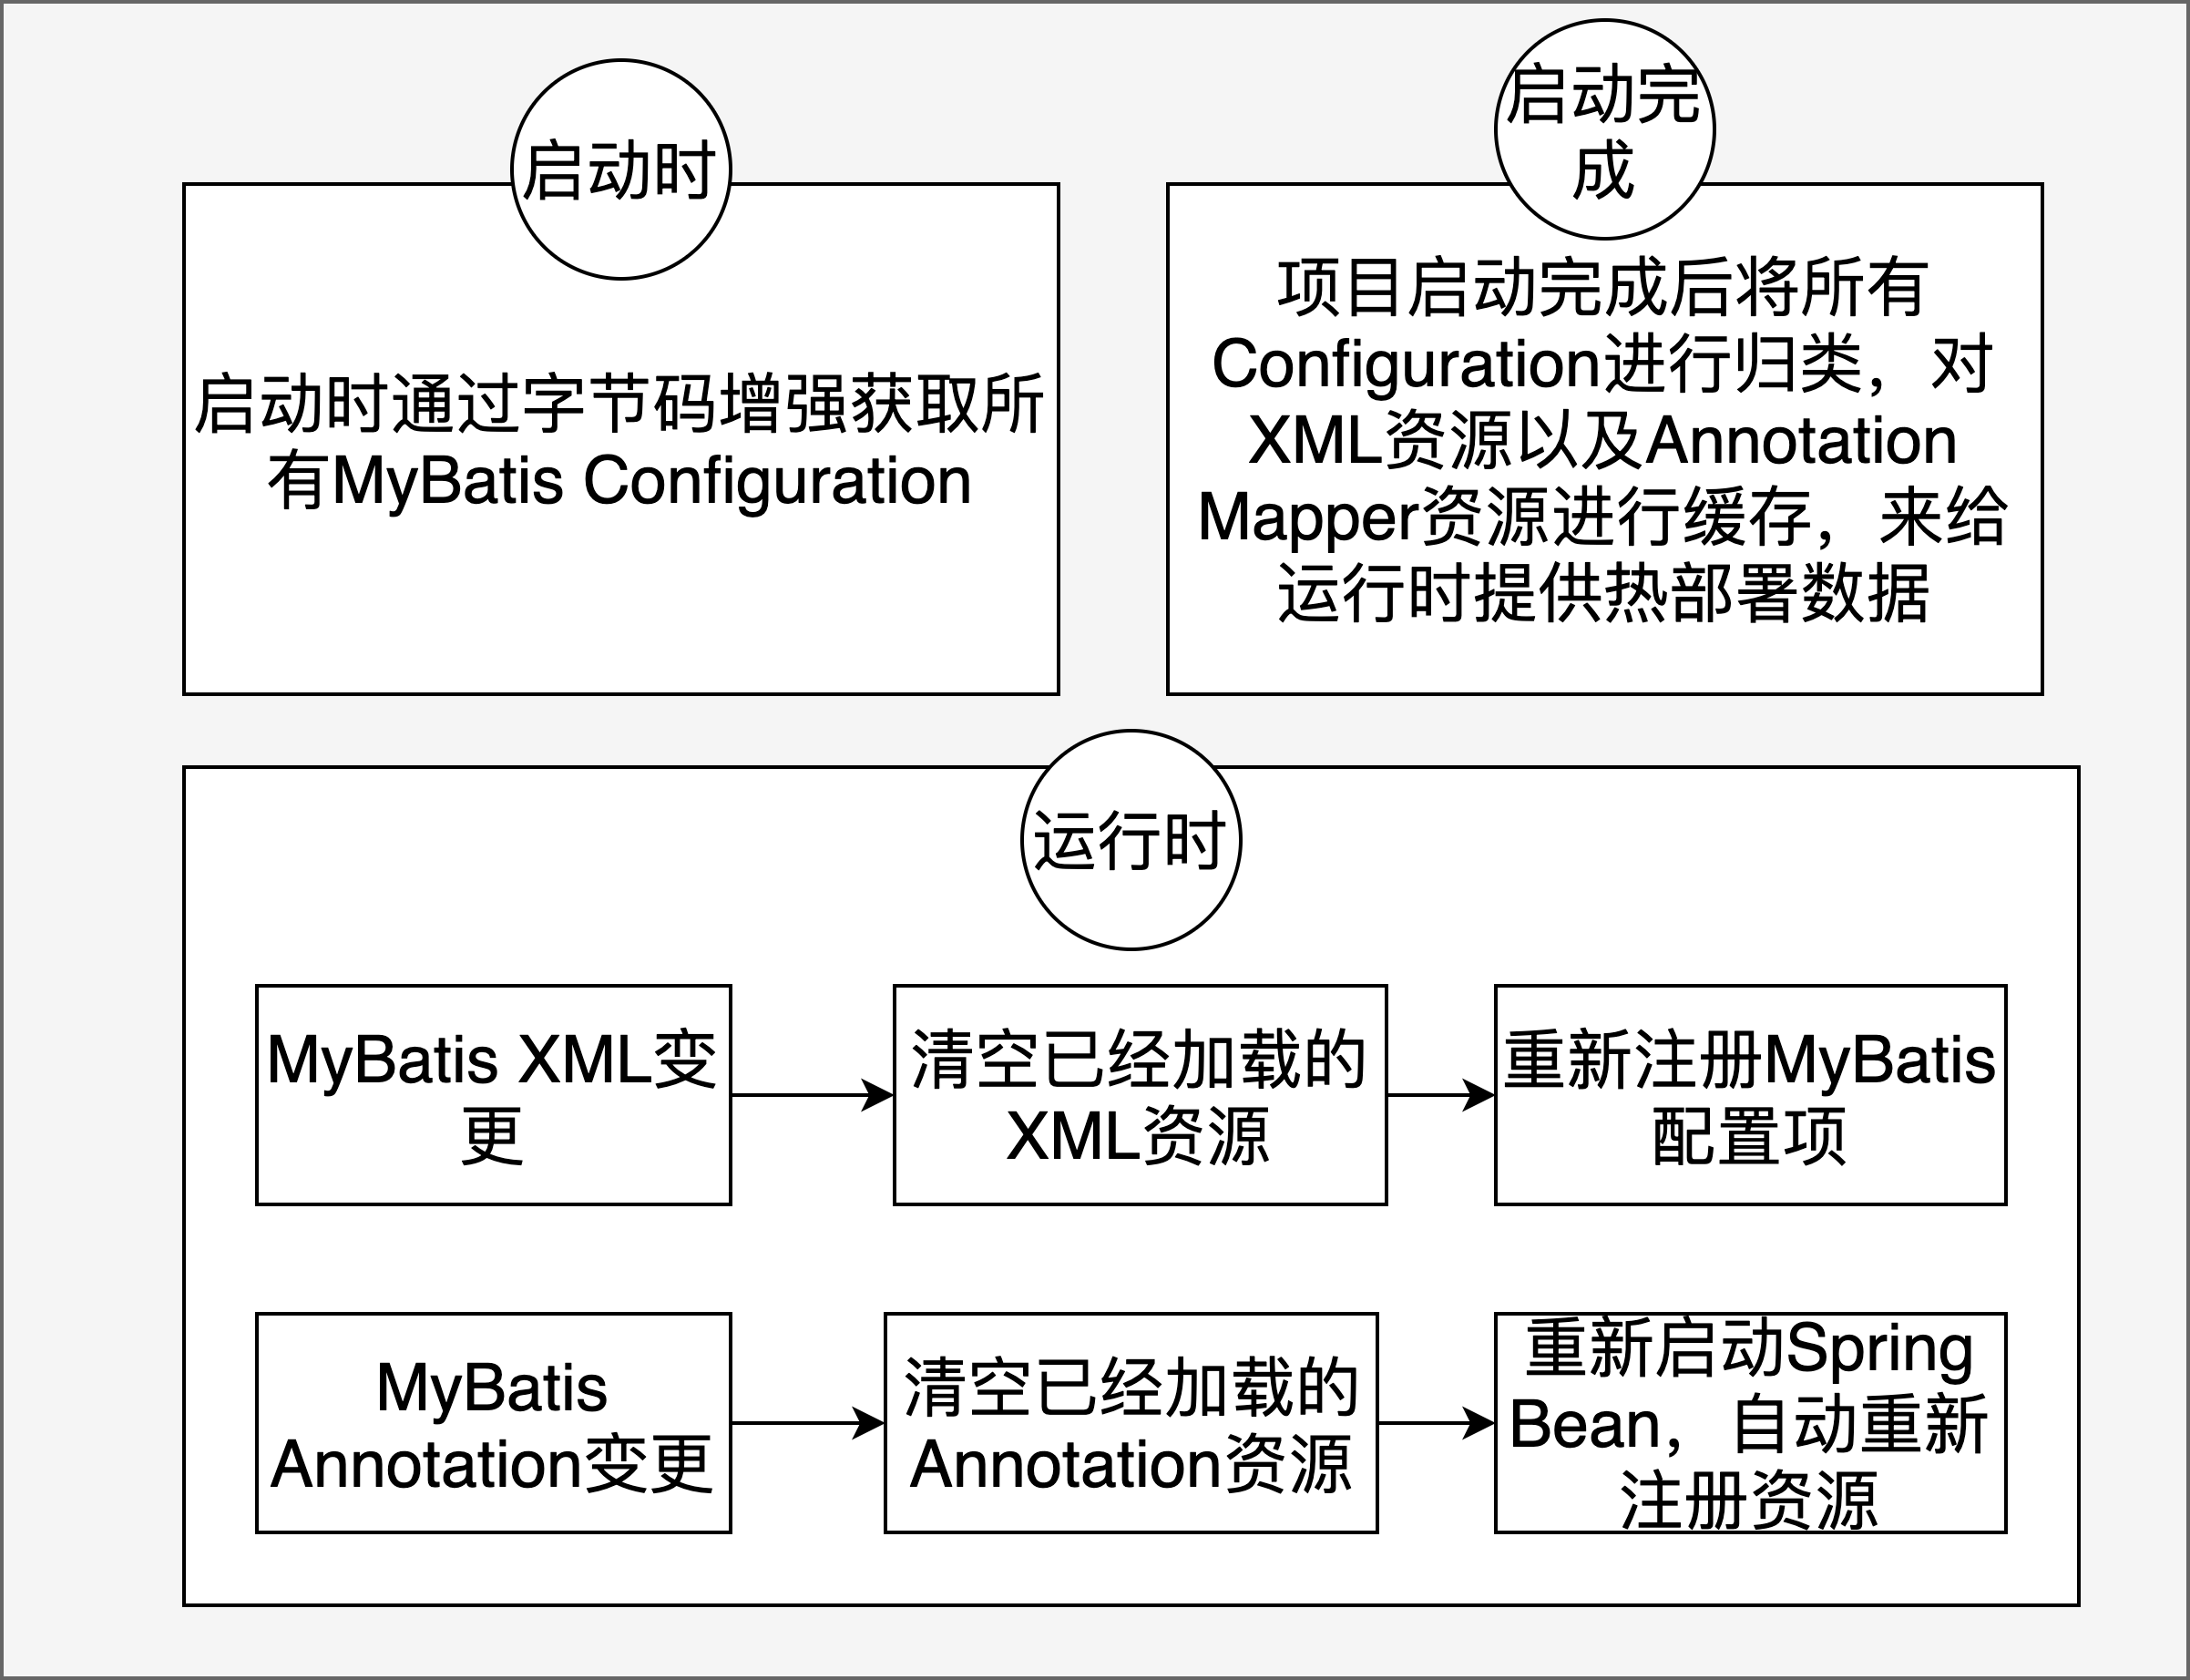 启动时
启动时通过字节码增强获取所
有MyBatis Configuration
启动完
成
项目启动完成后将所有
Configuration进行归类，对
XML资源以及Annotation
Mapper资源进行缓存，来给
运行时提供热部署数据
运行时
MyBatis XML变
更
清空已经加载的
XML资源
重新注册MyBatis
配置项
MyBatis
Annotation变更
清空已经加载的
Annotation资源
重新启动Spring
Bean，自动重新
注册资源